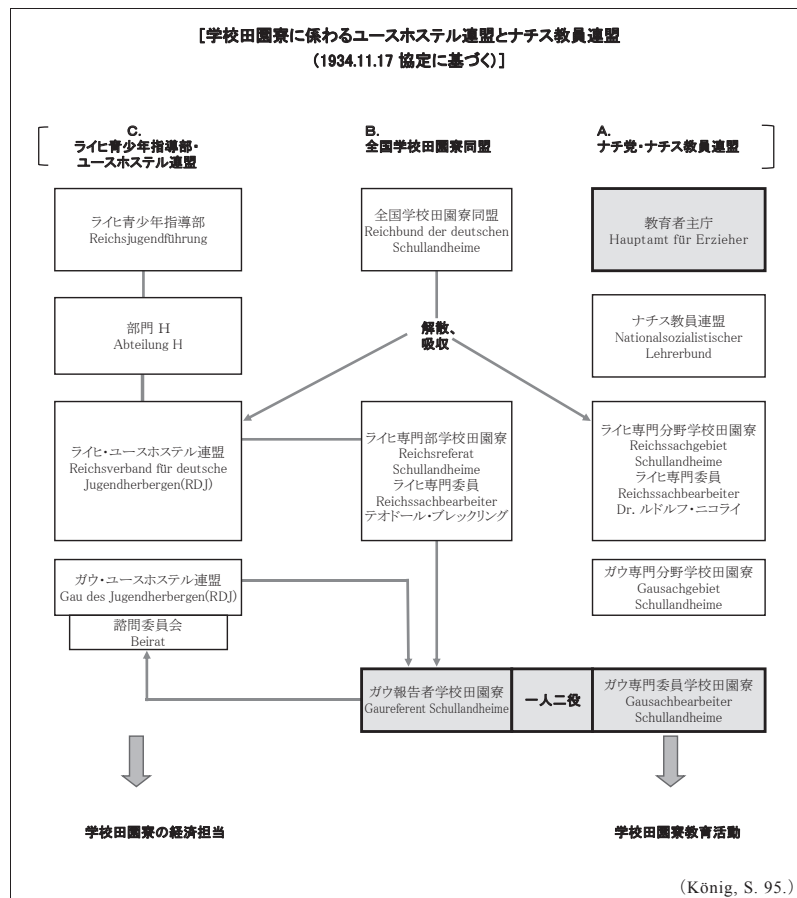 [学校田園寮に係わるユースホステル連盟とナチス教員連盟
（1934.11.17 協定に基づく）]
C.
ライヒ青少年指導部・
ユースホステル連盟
B.
全国学校田園寮同盟
A.
ナチ党・ナチス教員連盟
ライヒ青少年指導部
Reichsjugendführung
全国学校田園寮同盟
Reichbund der deutschen
Schullandheime
教育者主庁
Hauptamt für Erzieher
部門 H
Abteilung H
解散、
吸収
ナチス教員連盟
Nationalsozialistischer
Lehrerbund
ライヒ・ユースホステル連盟
Reichsverband für deutsche
Jugendherbergen(RDJ)
ライヒ専門部学校田園寮
Reichsreferat
Schullandheime
ライヒ専門委員
Reichssachbearbeiter
テオドール・ブレックリング
ライヒ専門分野学校田園寮
Reichssachgebiet
Schullandheime
ライヒ専門委員
Reichssachbearbeiter
Dr. ルドルフ・ニコライ
ガウ・ユースホステル連盟
Gau des Jugendherbergen(RDJ)
諮問委員会
Beirat
ガウ専門分野学校田園寮
Gausachgebiet
Schullandheime
ガウ報告者学校田園寮
Gaureferent Schullandheime
一人二役
ガウ専門委員学校田園寮
Gausachbearbeiter
Schullandheime
学校田園寮の経済担当
学校田園寮教育活動
（König, S. 95.）